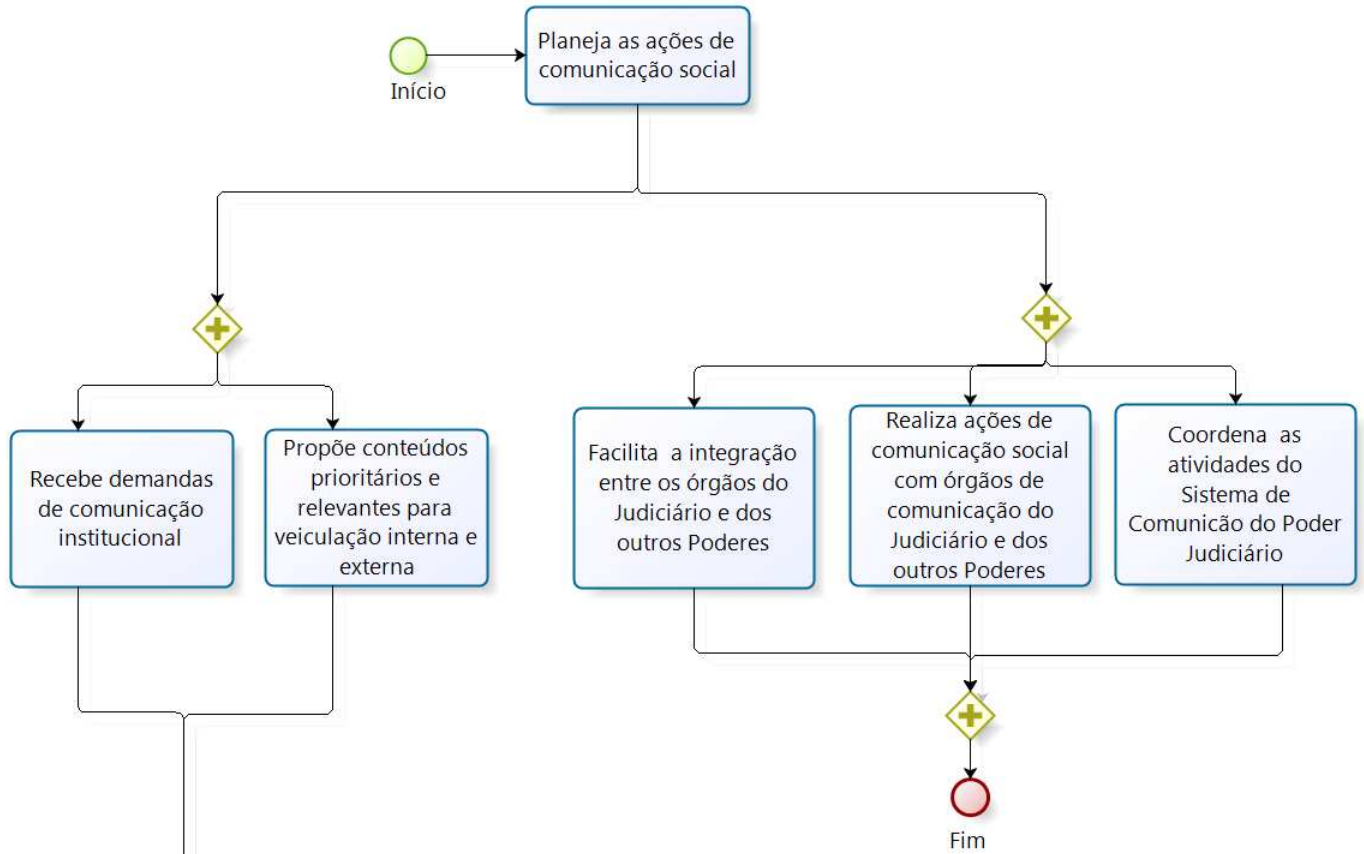 Planeja as ações de
comunicação social
Início
Recebe demandas
de comunicação
institucional
Propõe conteúdos
prioritários e
relevantes para
veiculação interna e
externa
Facilita a integração
entre os órgãos do
Judiciário e dos
outros Poderes
Realiza ações de
comunicação social
com órgãos de
comunicação do
Judiciário e dos
outros Poderes
Coordena as
atividades do
Sistema de
Comunicão do Poder
Judiciário
Fim